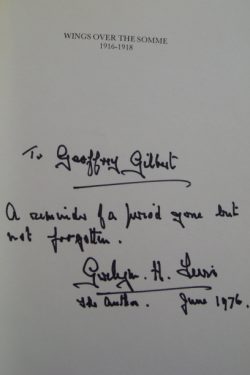 WINGS OVER THE SOMME
1916-1918
To Geoffrey Gilbert
A reminder of a period gone but
not forgotten.
Gwilym. H. Lewis
The Author. June 1976.